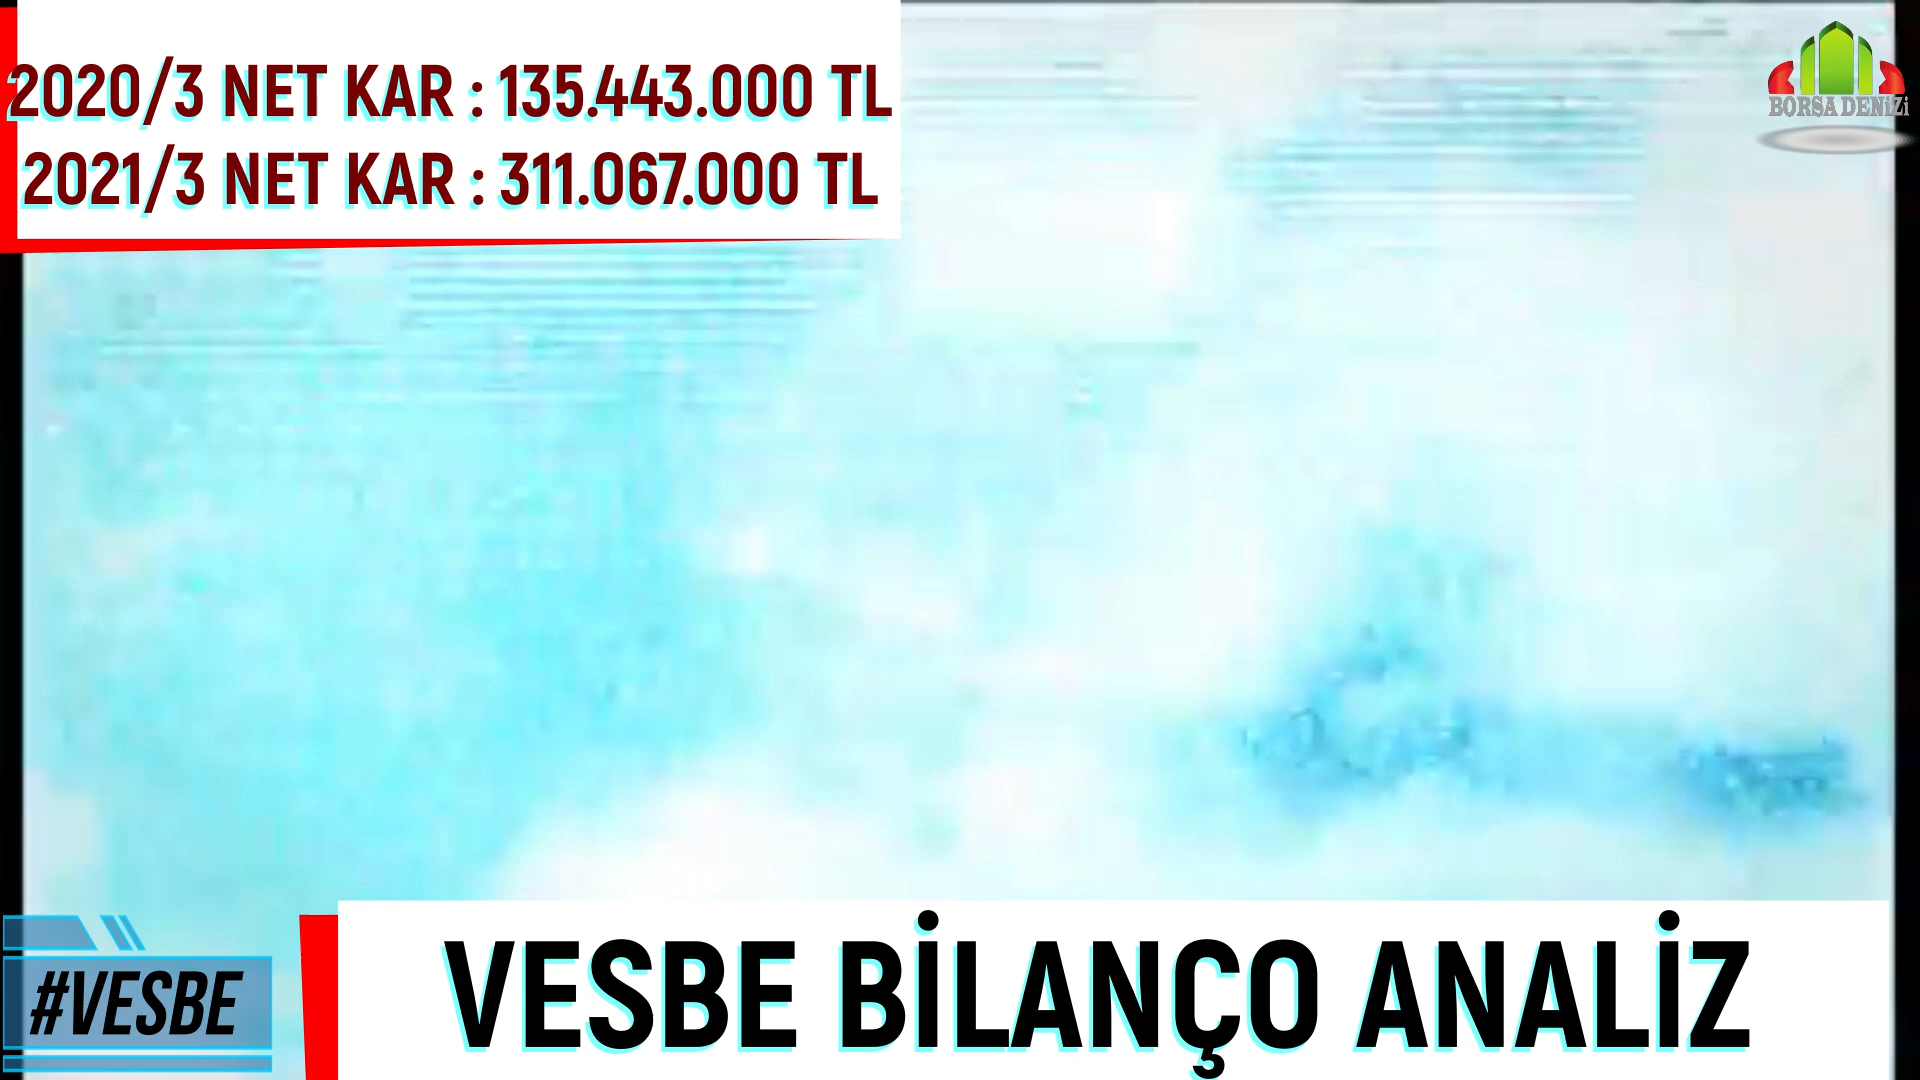 2020/3 NET KAR : 135.443.000 TL
2021/3 NET KAR : 311.067.000 TL
BORSA DENİZİ
#VESBE
VESBE BİLANÇO ANALİZ